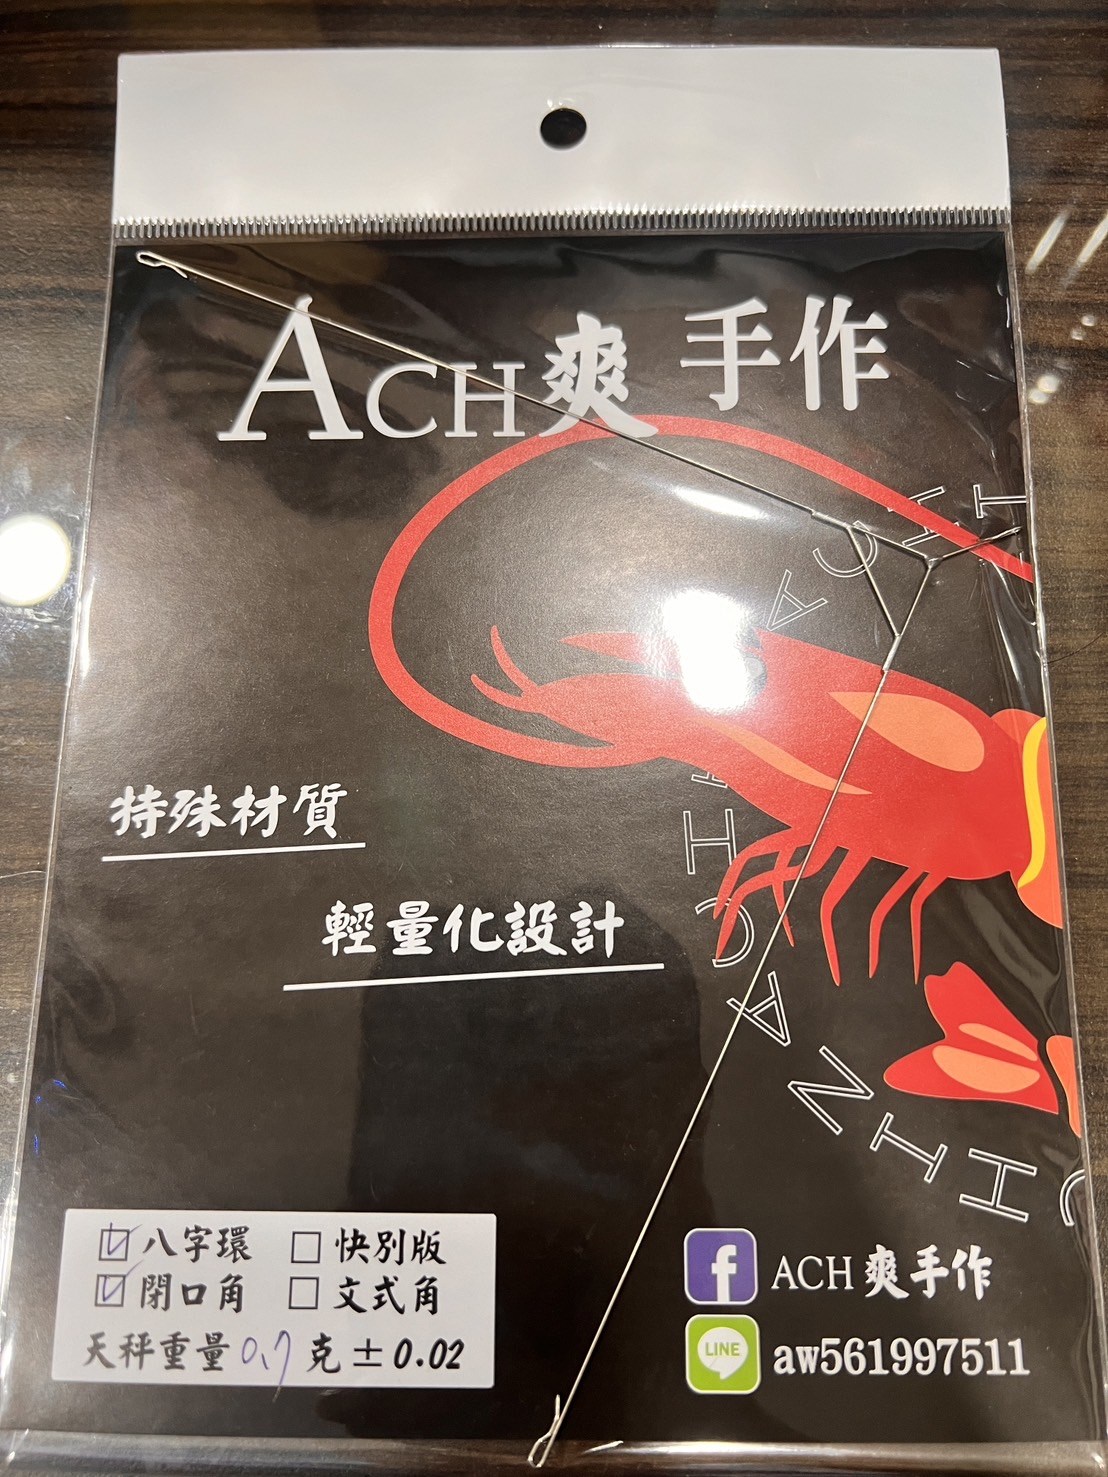 ACH爽 手作
特殊材質
輕量化設計
☑八字環 ☐快別版
☑閉口角 ☐文式角
天秤重量 0.7 克±0.02
ACH 爽手作
LINE
aw561997511